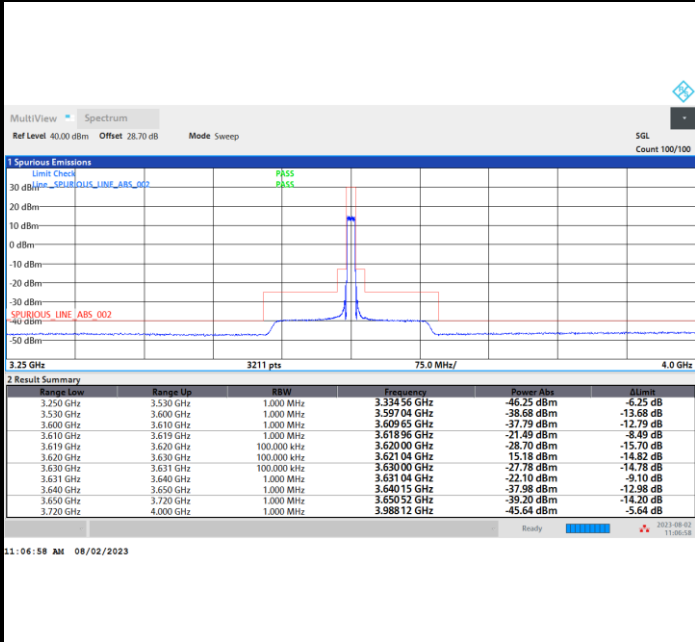 MultiView Spectrum
Ref Level 40.00 dBm Offset 28.70 dB Mode Sweep SGL
Count 100/100
1 Spurious Emissions
Limit Check PASS
Line _SPURIOUS_LINE_ABS_002 PASS
30 dBm
20 dBm
10 dBm
0 dBm
-10 dBm
-20 dBm
-30 dBm
SPURIOUS_LINE_ABS_002
-40 dBm
-50 dBm
3.25 GHz 3211 pts 75.0 MHz/ 4.0 GHz
2 Result Summary
Range Low Range Up RBW Frequency Power Abs ΔLimit
3.250 GHz 3.530 GHz 1.000 MHz 3.334 56 GHz -46.25 dBm -6.25 dB
3.530 GHz 3.600 GHz 1.000 MHz 3.597 04 GHz -38.68 dBm -13.68 dB
3.600 GHz 3.610 GHz 1.000 MHz 3.609 65 GHz -37.79 dBm -12.79 dB
3.610 GHz 3.619 GHz 1.000 MHz 3.618 96 GHz -21.49 dBm -8.49 dB
3.619 GHz 3.620 GHz 100.000 kHz 3.620 00 GHz -28.70 dBm -15.70 dB
3.620 GHz 3.630 GHz 100.000 kHz 3.621 04 GHz 15.18 dBm -14.82 dB
3.630 GHz 3.631 GHz 100.000 kHz 3.630 00 GHz -27.78 dBm -14.78 dB
3.631 GHz 3.640 GHz 1.000 MHz 3.631 04 GHz -22.10 dBm -9.10 dB
3.640 GHz 3.650 GHz 1.000 MHz 3.640 15 GHz -37.98 dBm -12.98 dB
3.650 GHz 3.720 GHz 1.000 MHz 3.650 52 GHz -39.20 dBm -14.20 dB
3.720 GHz 4.000 GHz 1.000 MHz 3.988 12 GHz -45.64 dBm -5.64 dB
Ready 2023-08-02
11:06:58
11:06:58 AM 08/02/2023